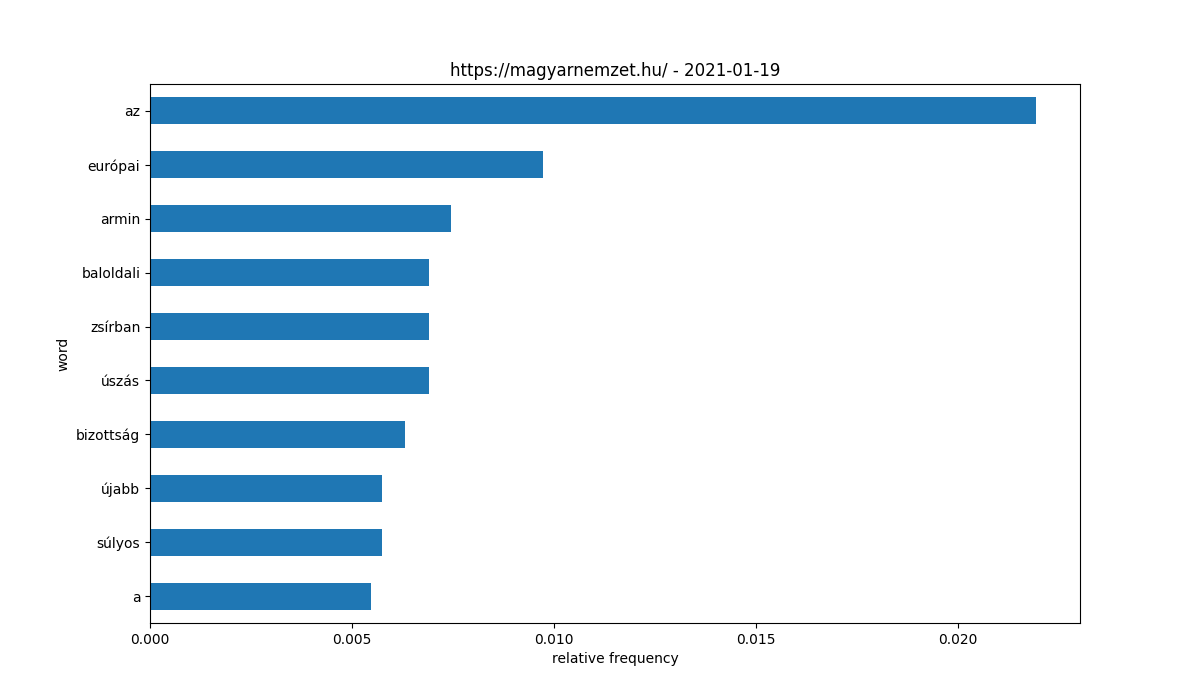 https://magyarnemzet.hu/ - 2021-01-19
az
európai
armin
baloldali
zsírban
úszás
bizottság
újabb
súlyos
a
word
0.000 0.005 0.010 0.015 0.020
relative frequency